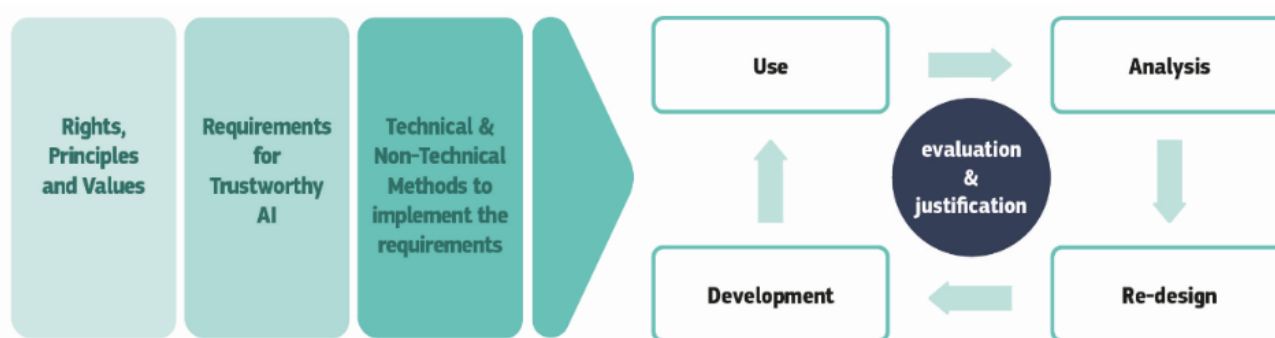 Rights,
Principles
and Values
Requirements
for
Trustworthy
AI
Technical &
Non-Technical
Methods to
implement the
requirements
Use
Analysis
evaluation
&
justification
Development
Re-design